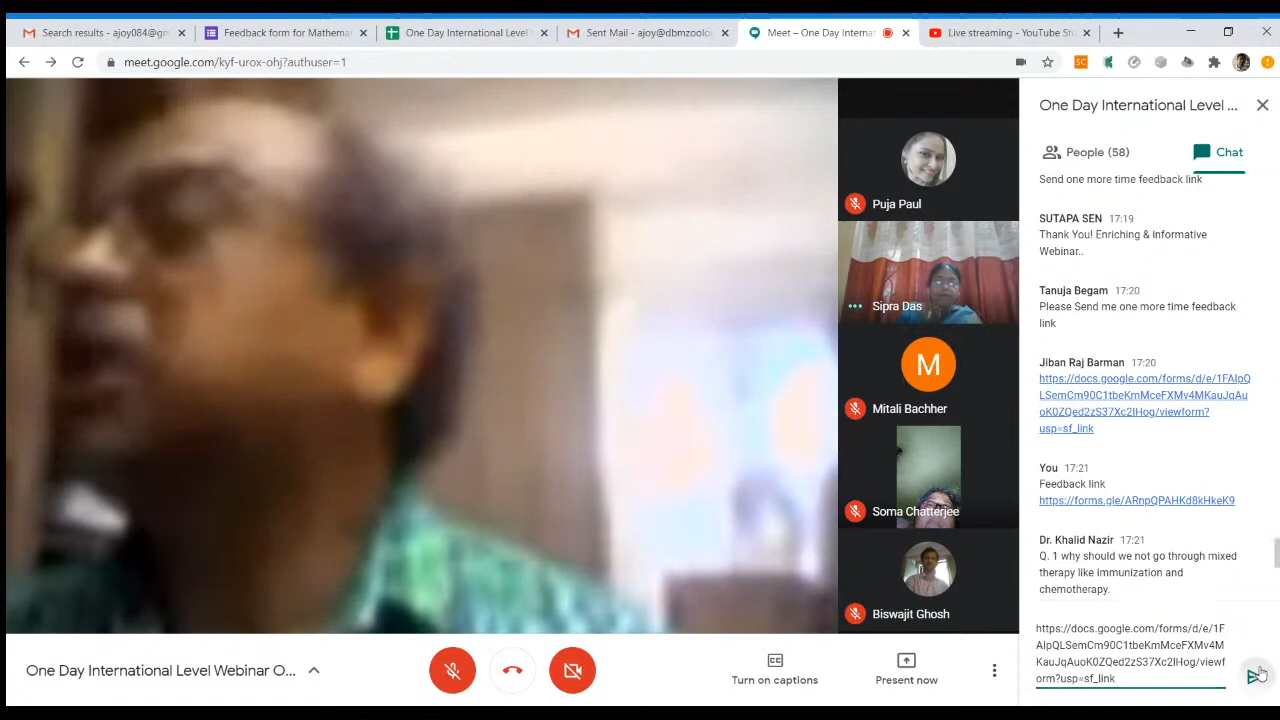 Search results - ajoy084@gm
Feedback form for Mathema
One Day International Level
Sent Mail - ajoy@dbmzoolo
Meet – One Day Interna
Live streaming - YouTube Stu
meet.google.com/kyf-urox-ohj?authuser=1
SC
One Day International Level ...
People (58)
Chat
Send one more time feedback link
SUTAPA SEN 17:19
Thank You! Enriching & informative
Webinar..
Tanuja Begam 17:20
Please Send me one more time feedback
link
Jiban Raj Barman 17:20
https://docs.google.com/forms/d/e/1FAIpQ
LSemCm90C1tbeKmMceFXMv4MKauJqAu
oK0ZQed2zS37Xc2IHog/viewform?
usp=sf_link
You 17:21
Feedback link
https://forms.gle/ARnpQPAHKd8kHkeK9
Dr. Khalid Nazir 17:21
Q. 1 why should we not go through mixed
therapy like immunization and
chemotherapy.
https://docs.google.com/forms/d/e/1F
AIpQLSemCm90C1tbeKmMceFXMv4M
KauJqAuoK0ZQed2zS37Xc2IHog/viewf
orm?usp=sf_link
Puja Paul
Sipra Das
M
Mitali Bachher
Soma Chatterjee
Biswajit Ghosh
One Day International Level Webinar O...
CC
Turn on captions
Present now